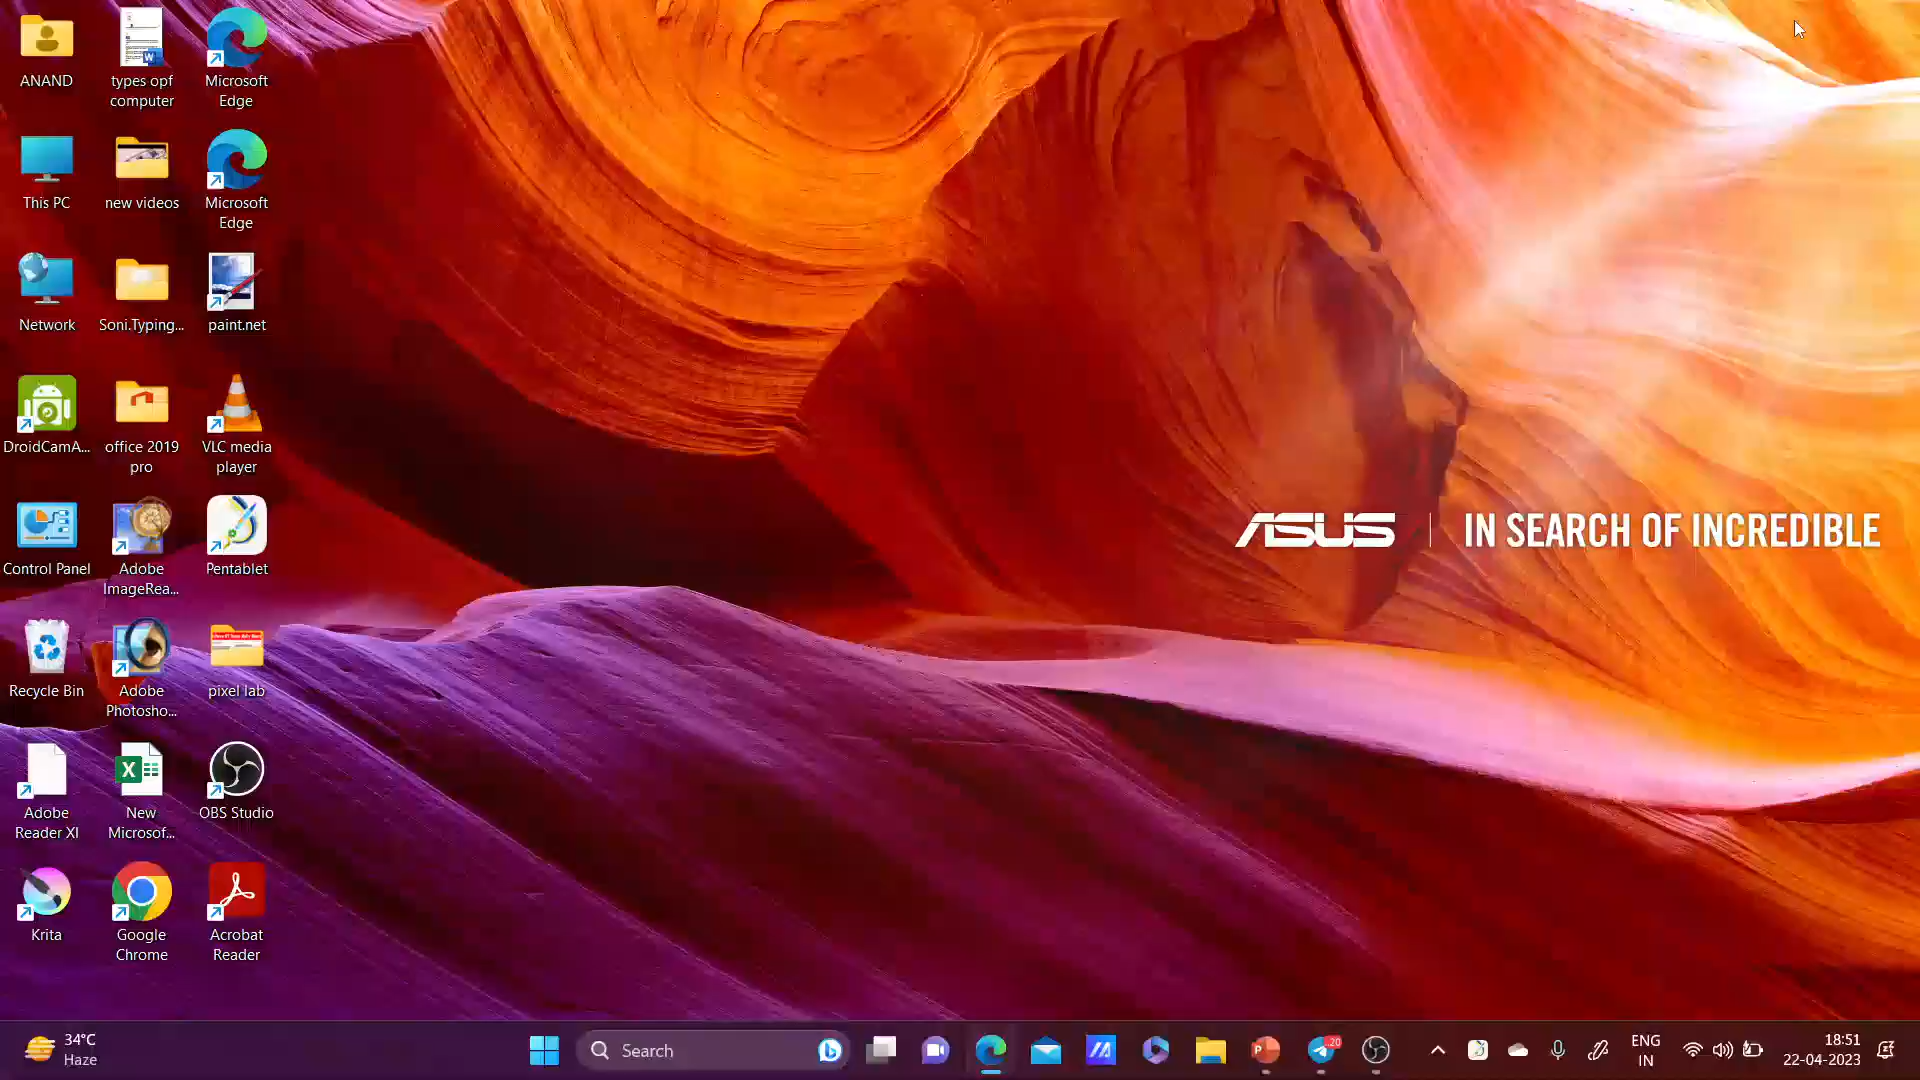 ANAND
types opf
computer
Microsoft
Edge
This PC
new videos
Microsoft
Edge
Network
Soni.Typing...
paint.net
DroidCamA...
office 2019
pro
VLC media
player
Control Panel
Adobe
ImageRea...
Pentablet
ASUS | IN SEARCH OF INCREDIBLE
Recycle Bin
Adobe
Photosho...
pixel lab
Adobe
Reader XI
New
Microsof...
OBS Studio
Krita
Google
Chrome
Acrobat
Reader
34°C
Haze
Search
20
ENG
IN
18:51
22-04-2023